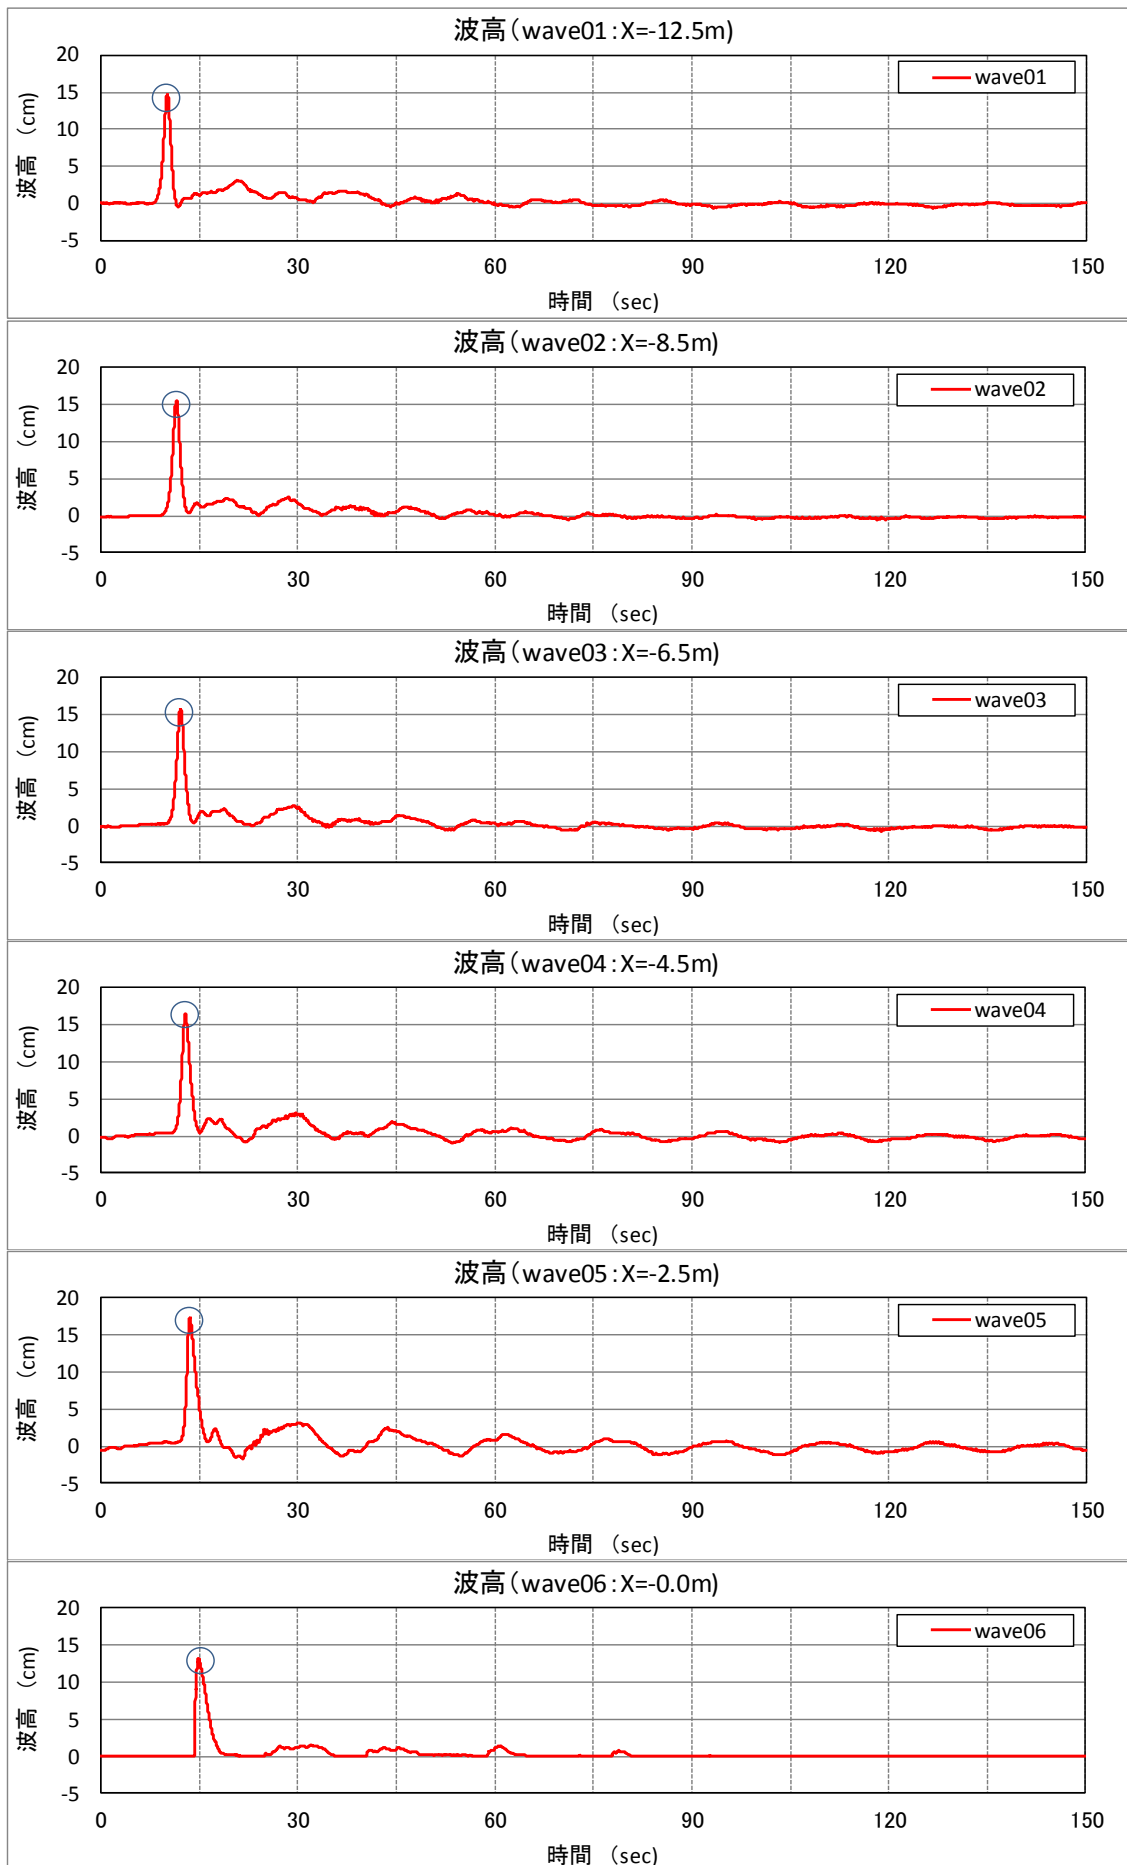 波高(wave01:X=-12.5m)
波高 (cm)
20
15
10
5
0
-5
wave01
0 30 60 90 120 150
時間 (sec)
波高(wave02:X=-8.5m)
波高 (cm)
20
15
10
5
0
-5
wave02
0 30 60 90 120 150
時間 (sec)
波高(wave03:X=-6.5m)
波高 (cm)
20
15
10
5
0
-5
wave03
0 30 60 90 120 150
時間 (sec)
波高(wave04:X=-4.5m)
波高 (cm)
20
15
10
5
0
-5
wave04
0 30 60 90 120 150
時間 (sec)
波高(wave05:X=-2.5m)
波高 (cm)
20
15
10
5
0
-5
wave05
0 30 60 90 120 150
時間 (sec)
波高(wave06:X=-0.0m)
波高 (cm)
20
15
10
5
0
-5
wave06
0 30 60 90 120 150
時間 (sec)